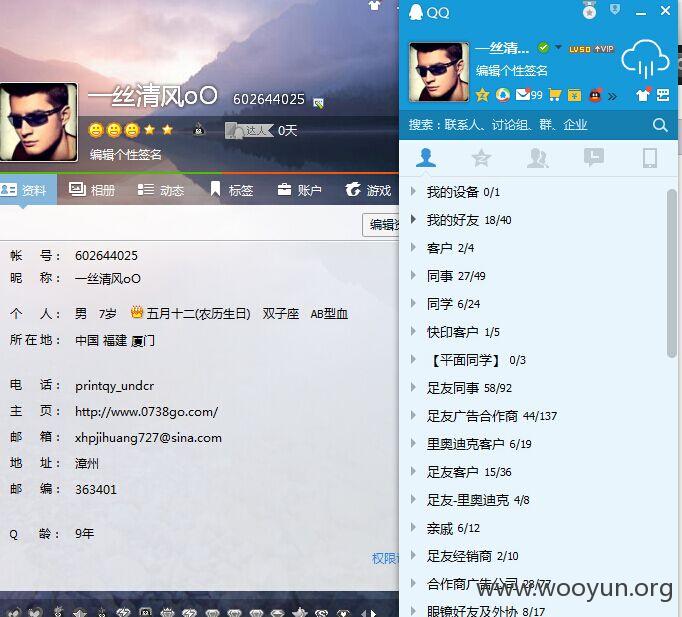 一丝清风oO 602644025
达人 0天
编辑个性签名
资料 相册 动态 标签 账户 游戏
编辑资
帐 号： 602644025
昵 称： 一丝清风oO
个 人： 男 7岁 五月十二(农历生日) 双子座 AB型血
所在地： 中国 福建 厦门
电 话： printqy_undcr
主 页： http://www.0738go.com/
邮 箱： xhpjihuang727@sina.com
地 址： 漳州
邮 编： 363401
Q 龄： 9年
权限
QQ
一丝清... LV50 VIP
编辑个性签名
99
搜索：联系人、讨论组、群、企业
我的设备 0/1
我的好友 18/40
客户 2/4
同事 27/49
同学 6/24
快印客户 1/5
【平面同学】 0/3
足友同事 58/92
足友广告合作商 44/137
里奥迪克客户 6/19
足友客户 15/36
足友-里奥迪克 4/8
亲戚 6/12
足友经销商 2/10
合作商广告公司 28/77
眼镜好友及外协 8/17
www.wooyun.org